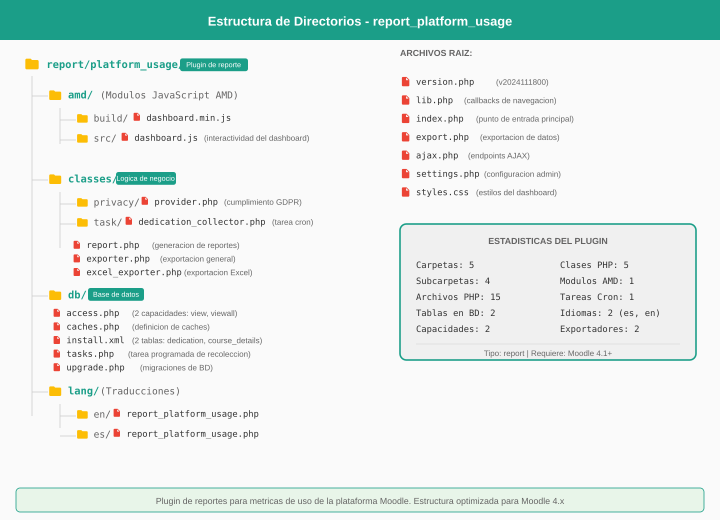 Estructura de Directorios - report_platform_usage
report/platform_usage/ Plugin de reporte
amd/ (Modulos JavaScript AMD)
build/ dashboard.min.js
src/ dashboard.js (interactividad del dashboard)
classes/ Logica de negocio
privacy/ provider.php (cumplimiento GDPR)
task/ dedication_collector.php (tarea cron)
report.php (generacion de reportes)
exporter.php (exportacion general)
excel_exporter.php (exportacion Excel)
db/ Base de datos
access.php (2 capacidades: view, viewall)
caches.php (definicion de caches)
install.xml (2 tablas: dedication, course_details)
tasks.php (tarea programada de recoleccion)
upgrade.php (migraciones de BD)
lang/ (Traducciones)
en/ report_platform_usage.php
es/ report_platform_usage.php
ARCHIVOS RAIZ:
version.php (v2024111800)
lib.php (callbacks de navegacion)
index.php (punto de entrada principal)
export.php (exportacion de datos)
ajax.php (endpoints AJAX)
settings.php (configuracion admin)
styles.css (estilos del dashboard)
ESTADISTICAS DEL PLUGIN
Carpetas: 5 Clases PHP: 5
Subcarpetas: 4 Modulos AMD: 1
Archivos PHP: 15 Tareas Cron: 1
Tablas en BD: 2 Idiomas: 2 (es, en)
Capacidades: 2 Exportadores: 2
Tipo: report | Requiere: Moodle 4.1+
Plugin de reportes para metricas de uso de la plataforma Moodle. Estructura optimizada para Moodle 4.x